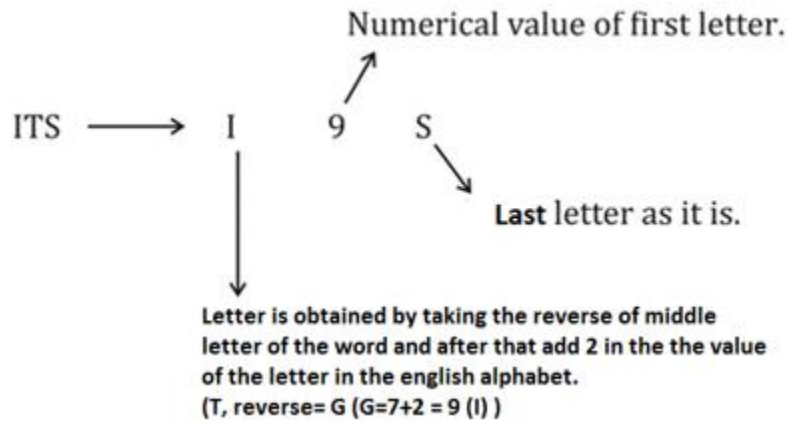 Numerical value of first letter.
ITS I 9 S
Last letter as it is.
Letter is obtained by taking the reverse of middle
letter of the word and after that add 2 in the the value
of the letter in the english alphabet.
(T, reverse= G (G=7+2 = 9 (I) )